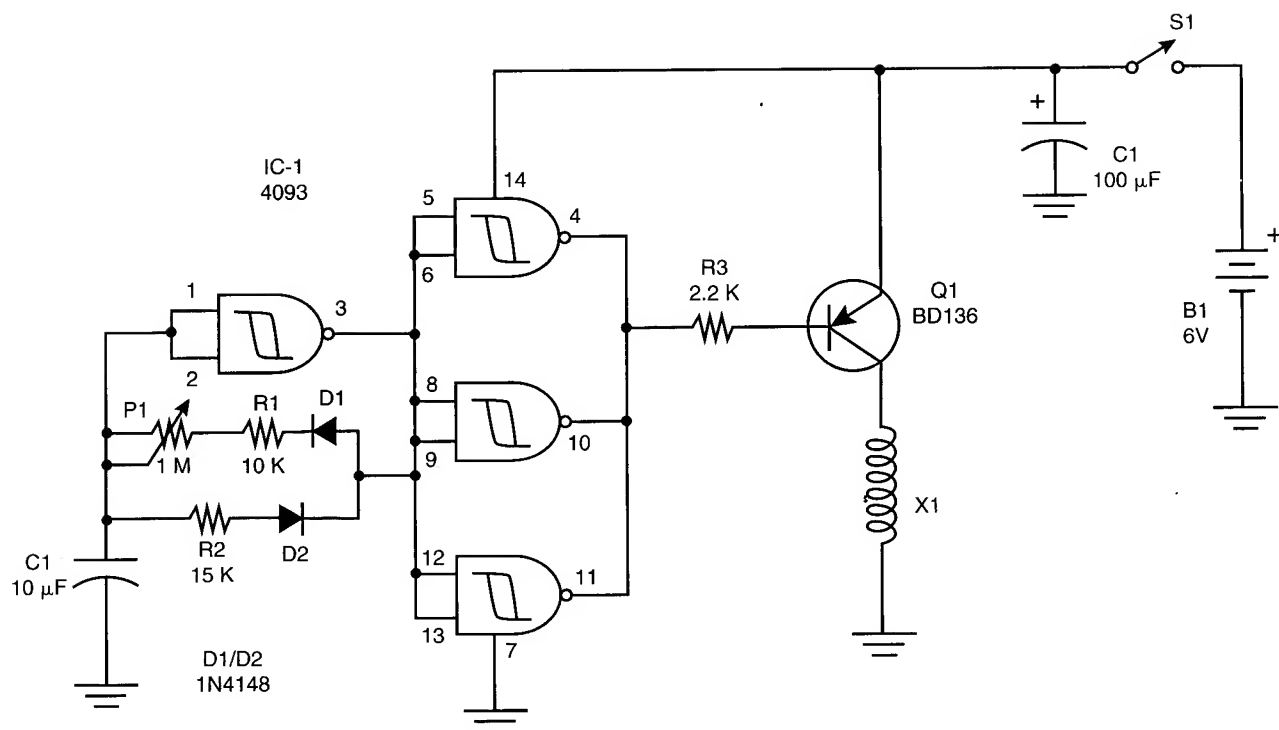 S1
+
C1
100 µF
IC-1
4093
14
5
4
6
+
R3
2.2 K
Q1
BD136
B1
6V
1
3
2
8
P1
R1
D1
10
1 M
10 K
9
X1
R2
15 K
D2
C1
10 µF
12
11
13
7
D1/D2
1N4148